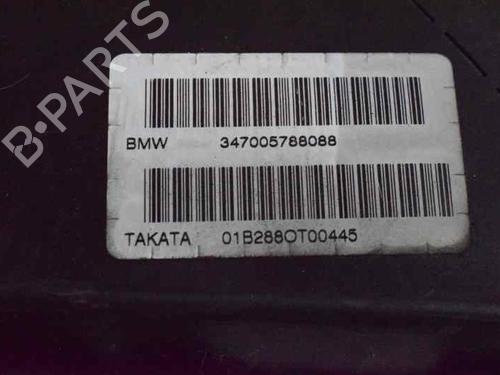 B-PARTS
BMW 347005788088
TAKATA 01B288OT00445